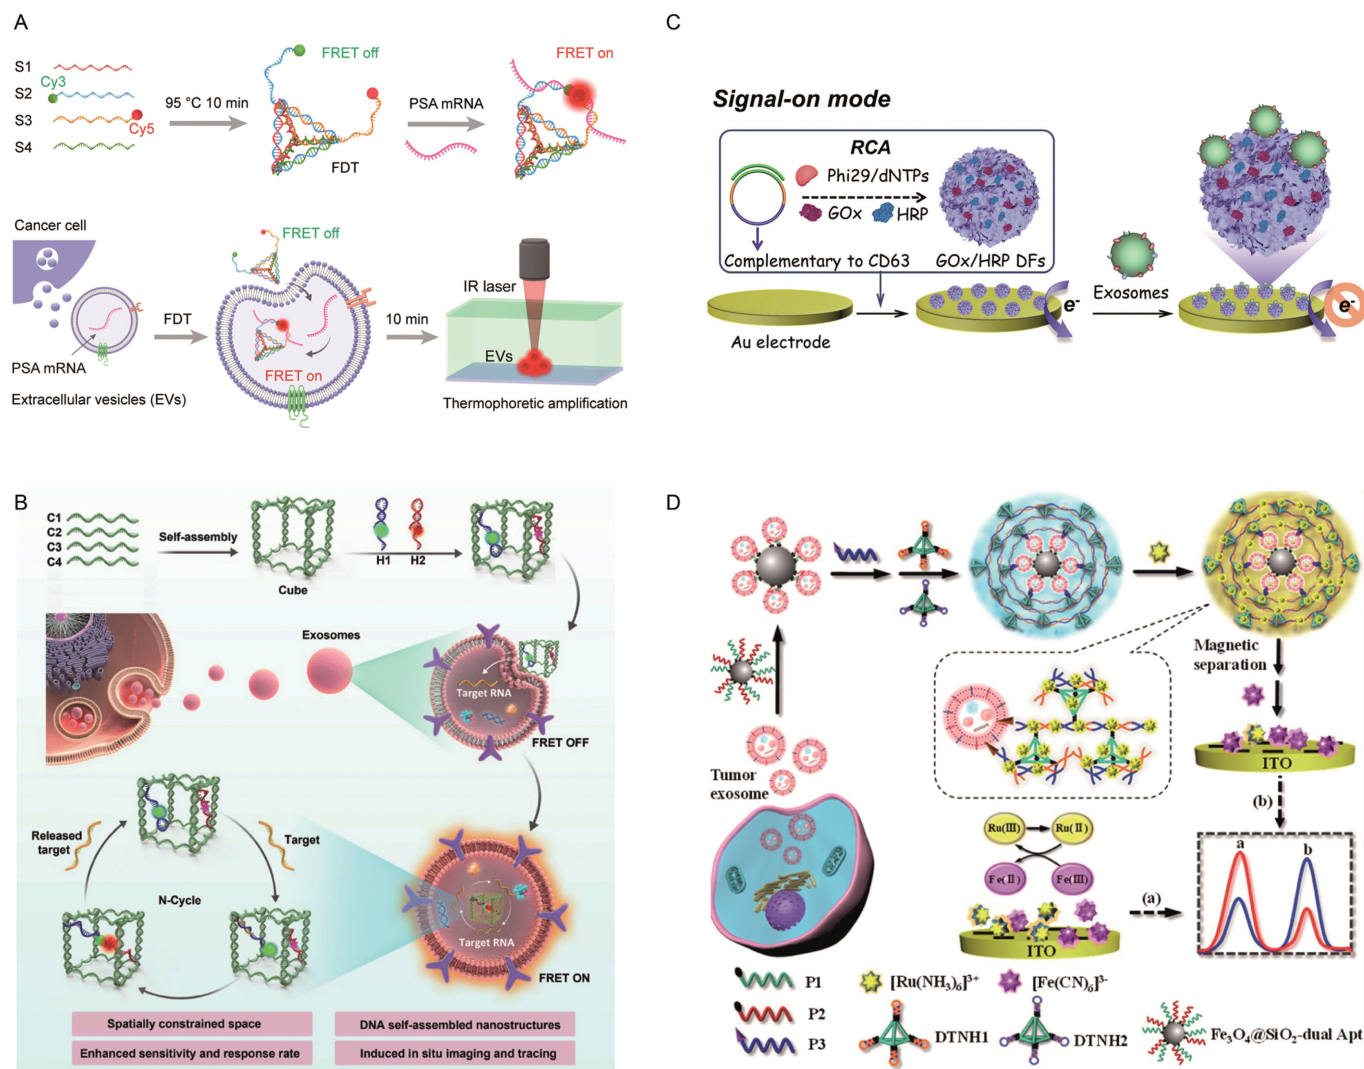 A
S1
Cy3
S2
S3
Cy5
S4
95 °C 10 min
FRET off
FDT
PSA mRNA
FRET on
Cancer cell
PSA mRNA
Extracellular vesicles (EVs)
FDT
FRET off
FRET on
10 min
IR laser
EVs
Thermophoretic amplification
C
Signal-on mode
RCA
Phi29/dNTPs
GOx
HRP
Complementary to CD63
GOx/HRP DFs
Au electrode
e-
Exosomes
e-
B
C1
C2
C3
C4
Self-assembly
Cube
H1
H2
Exosomes
Target RNA
FRET OFF
Released
target
Target
N-Cycle
Target RNA
FRET ON
Spatially constrained space
DNA self-assembled nanostructures
Enhanced sensitivity and response rate
Induced in situ imaging and tracing
D
Tumor
exosome
Magnetic
separation
ITO
(b)
Ru(III)
Ru(II)
Fe(II)
Fe(III)
(a)
ITO
a
b
P1
[Ru(NH3)6]3+
[Fe(CN)6]3-
P2
P3
DTNH1
DTNH2
Fe3O4@SiO2-dual Apt